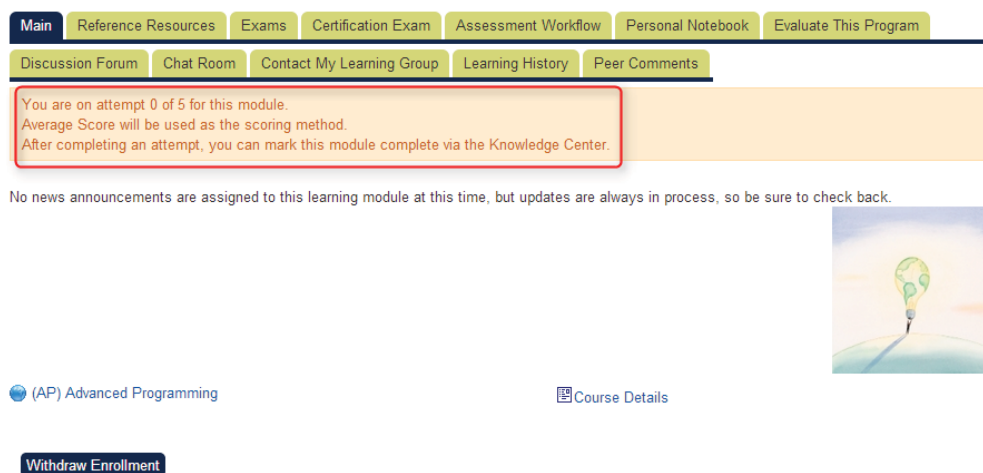 Main Reference Resources Exams Certification Exam Assessment Workflow Personal Notebook Evaluate This Program
Discussion Forum Chat Room Contact My Learning Group Learning History Peer Comments
You are on attempt 0 of 5 for this module.
Average Score will be used as the scoring method.
After completing an attempt, you can mark this module complete via the Knowledge Center.
No news announcements are assigned to this learning module at this time, but updates are always in process, so be sure to check back.
(AP) Advanced Programming Course Details
Withdraw Enrollment